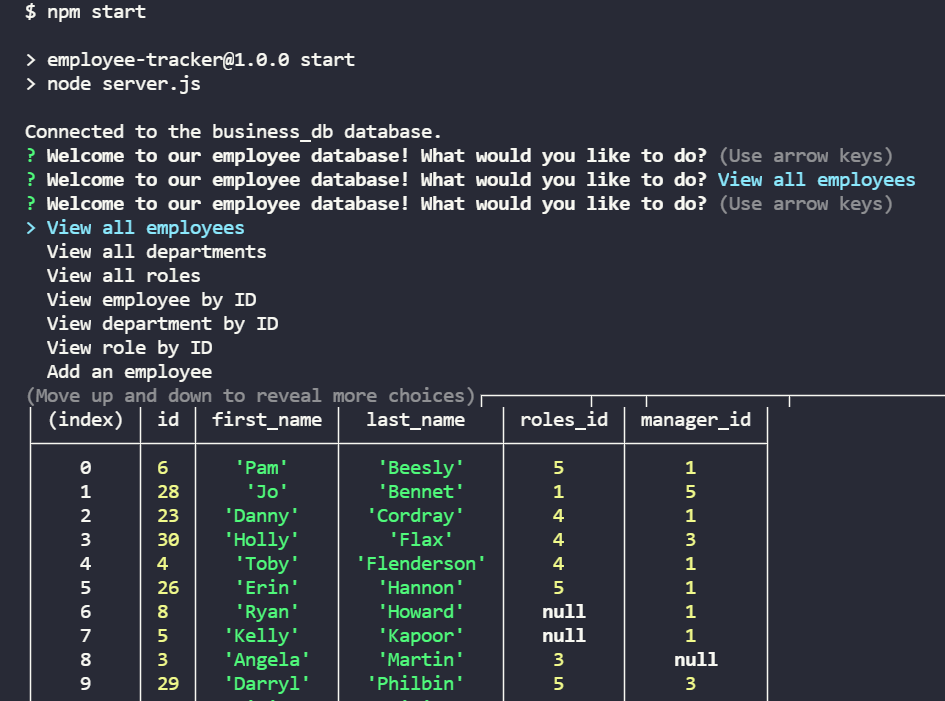 $ npm start
> employee-tracker@1.0.0 start
> node server.js
Connected to the business_db database.
? Welcome to our employee database! What would you like to do? (Use arrow keys)
? Welcome to our employee database! What would you like to do? View all employees
? Welcome to our employee database! What would you like to do? (Use arrow keys)
> View all employees
View all departments
View all roles
View employee by ID
View department by ID
View role by ID
Add an employee
(Move up and down to reveal more choices)
(index) id first_name last_name roles_id manager_id
0 6 'Pam' 'Beesly' 5 1
1 28 'Jo' 'Bennet' 1 5
2 23 'Danny' 'Cordray' 4 1
3 30 'Holly' 'Flax' 4 3
4 4 'Toby' 'Flenderson' 4 1
5 26 'Erin' 'Hannon' 5 1
6 8 'Ryan' 'Howard' null 1
7 5 'Kelly' 'Kapoor' null 1
8 3 'Angela' 'Martin' 3 null
9 29 'Darryl' 'Philbin' 5 3